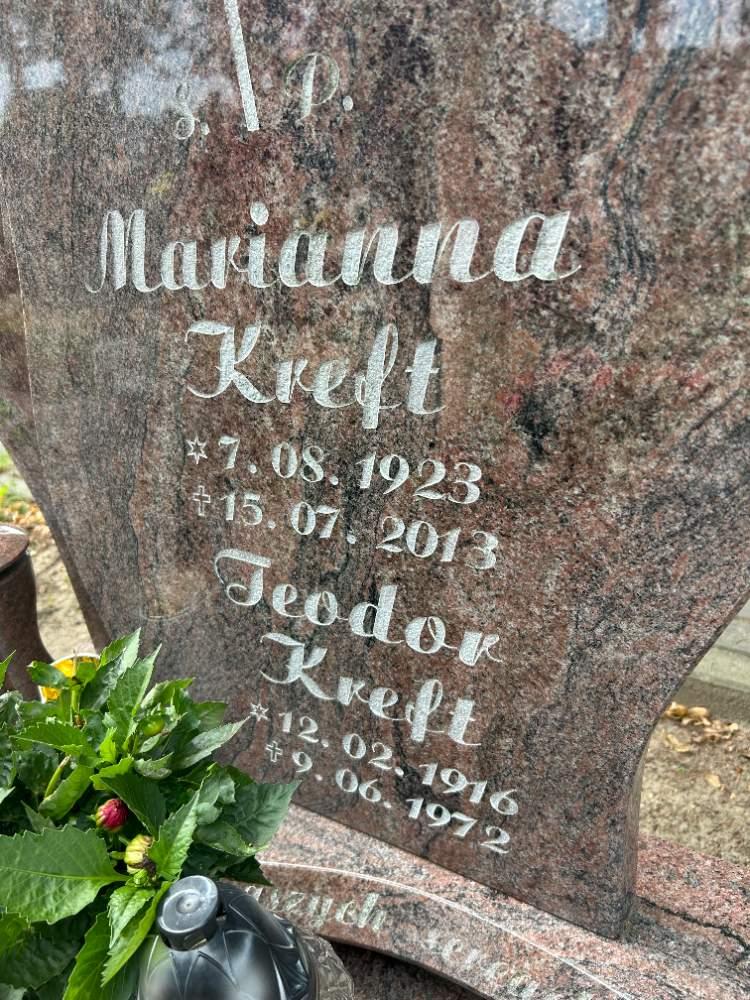 Ś. P.
Marianna
Kreft
✶ 7. 08. 1923
✝ 15. 07. 2013
Teodor
Kreft
✶ 12. 02. 1916
✝ 9. 06. 1972